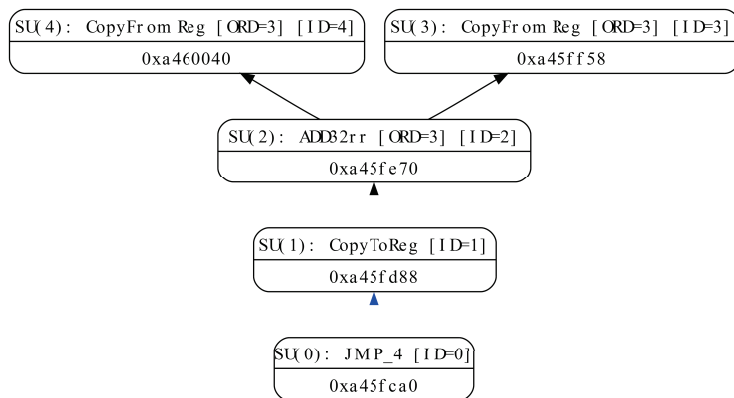 SU(4): CopyFromReg [ORD=3] [ID=4]
0xa460040
SU(3): CopyFromReg [ORD=3] [ID=3]
0xa45ff58
SU(2): ADD32rr [ORD=3] [ID=2]
0xa45fe70
SU(1): CopyToReg [ID=1]
0xa45fd88
SU(0): JMP_4 [ID=0]
0xa45fca0